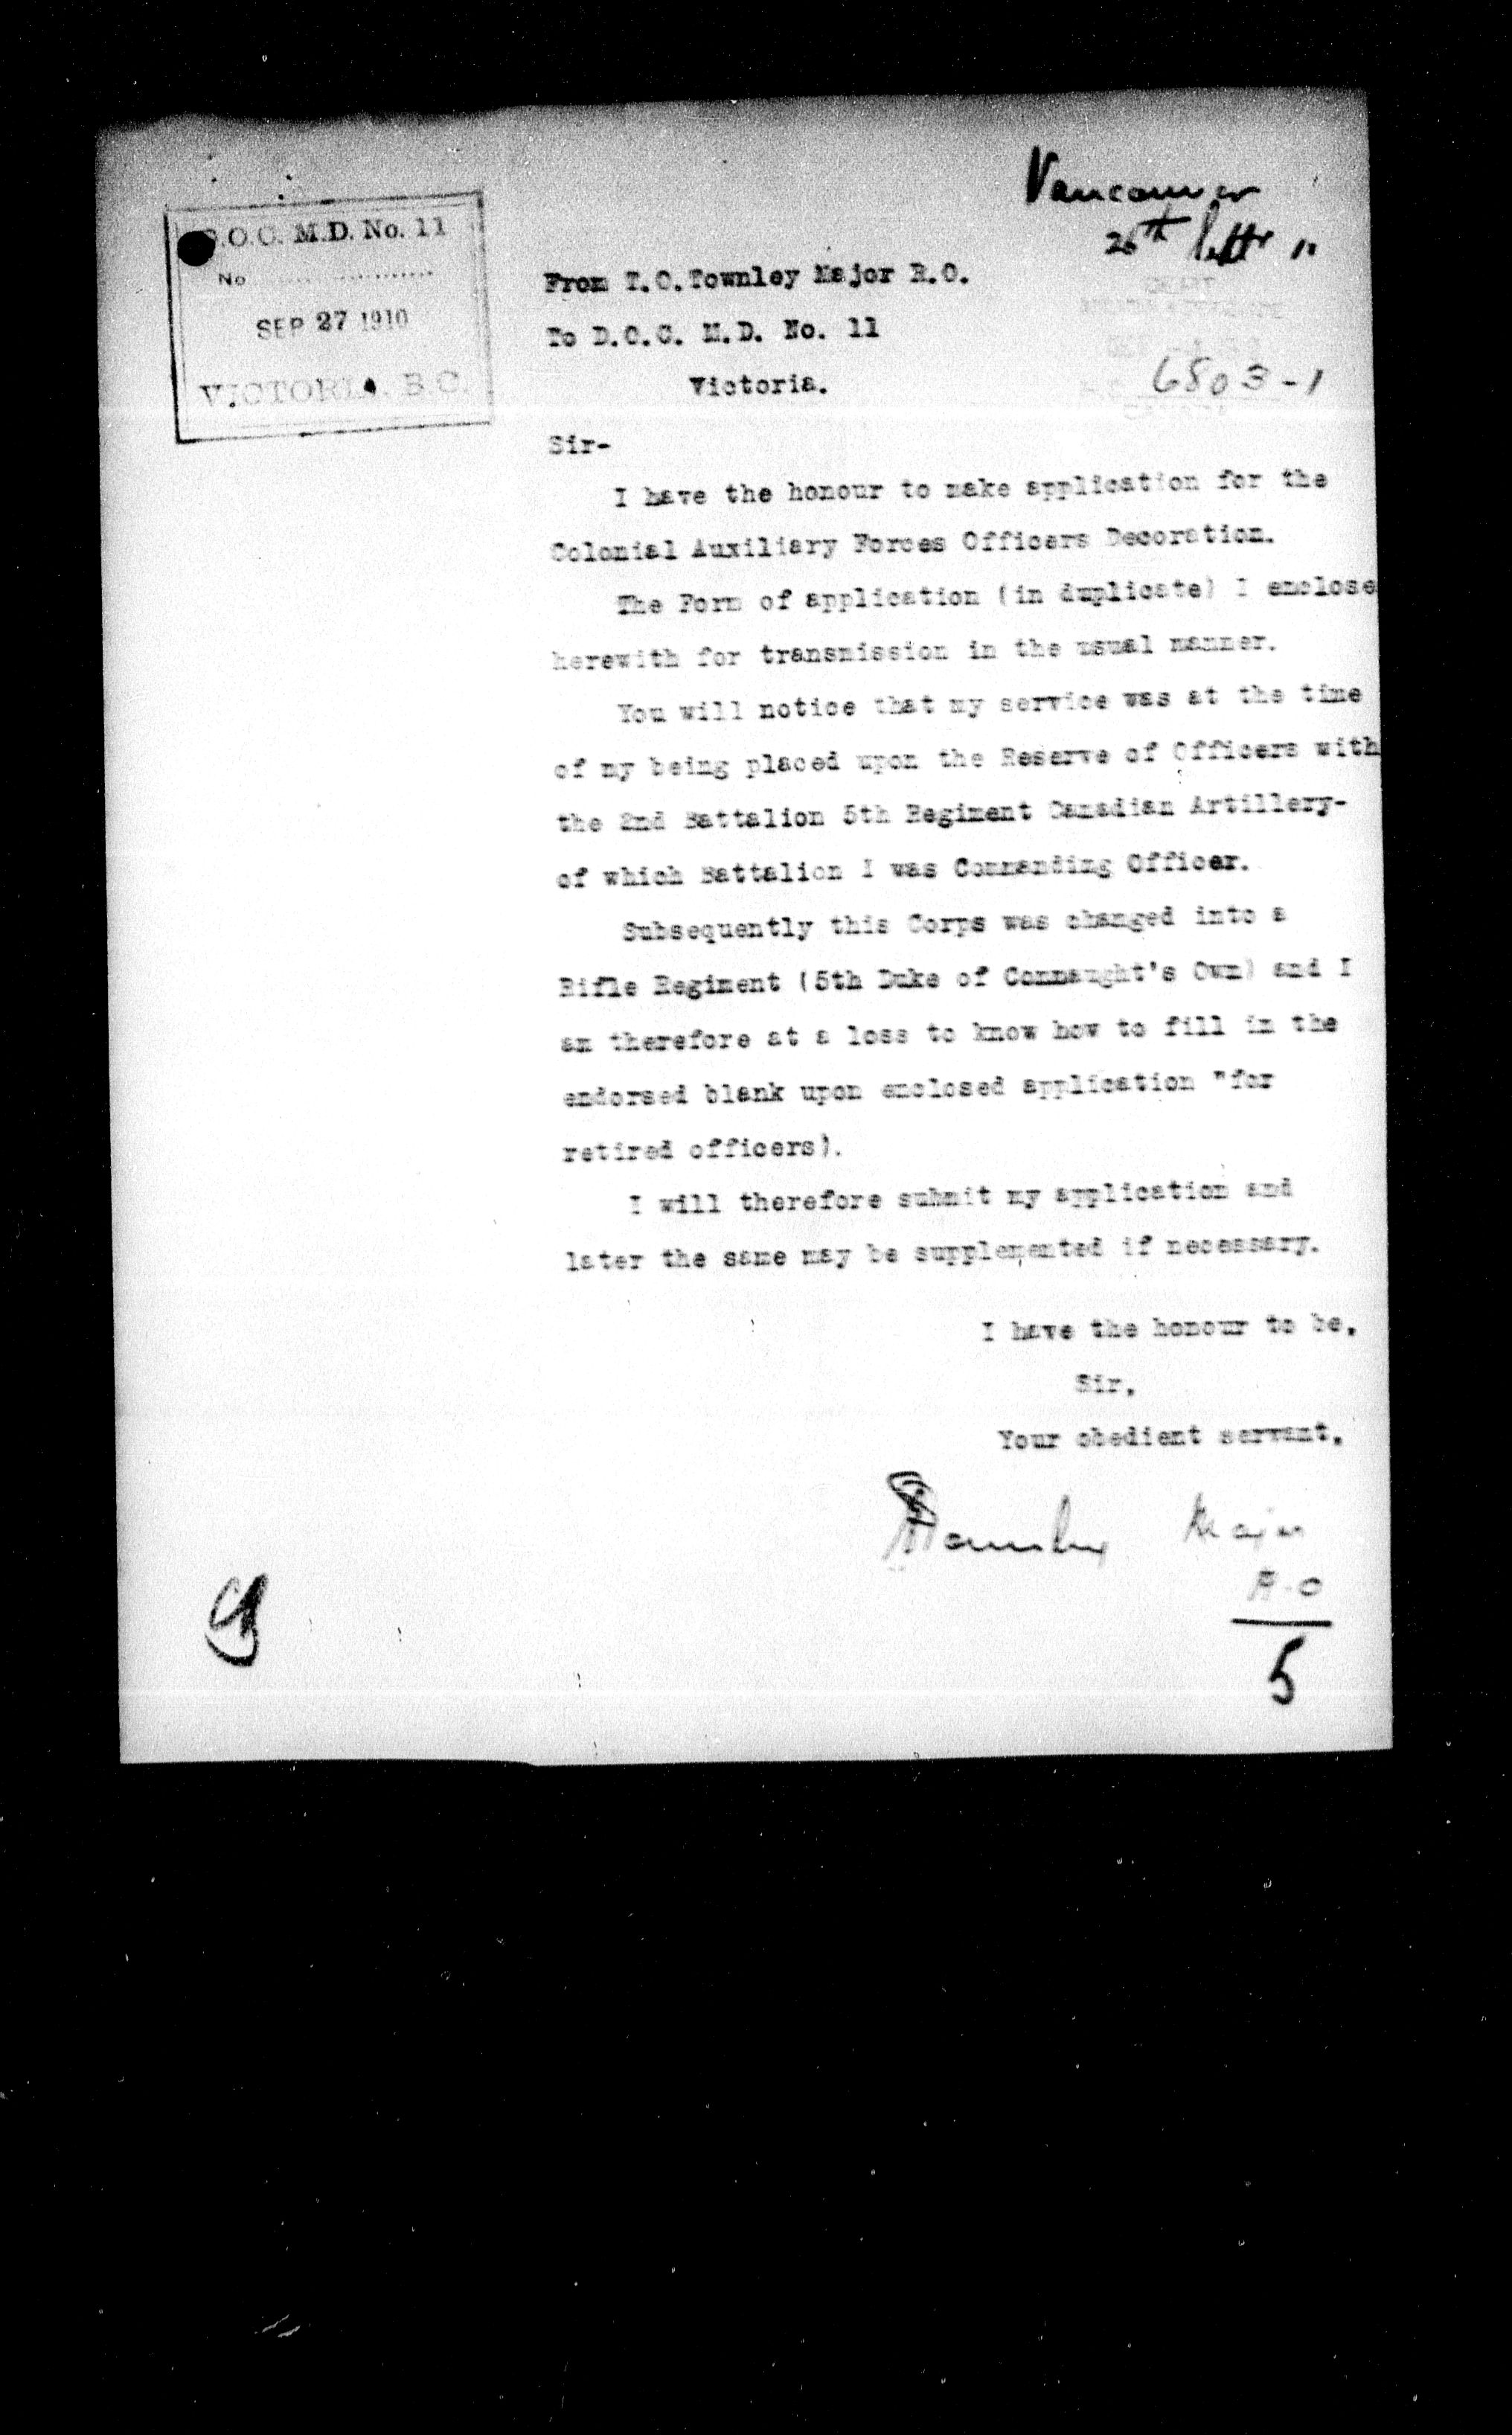 Vancouver
.O.C. M.D. No. 11
No
SEP 27 1910
VICTORIA, B.C.
From T.O.Townley Major R.O.
To D.O.C. M.D. No. 11
Victoria.
6803-1
Sir-
I have the honour to make application for the
Colonial Auxiliary Forces Officers Decoration.
The Form of application (in duplicate) I enclose
herewith for transmission in the usual manner.
You will notice that my service was at the time
of my being placed upon the Reserve of Officers with
the 2nd Battalion 5th Regiment Canadian Artillery-
of which Battalion I was Commanding Officer.
Subsequently this Corps was changed into a
Rifle Regiment (5th Duke of Connaught's Own) and I
am therefore at a loss to know how to fill in the
endorsed blank upon enclosed application "for
retired officers).
I will therefore submit my application and
later the same may be supplemented if necessary.
I have the honour to be,
Sir,
Your obedient servant,
Townley Major
R.O
5